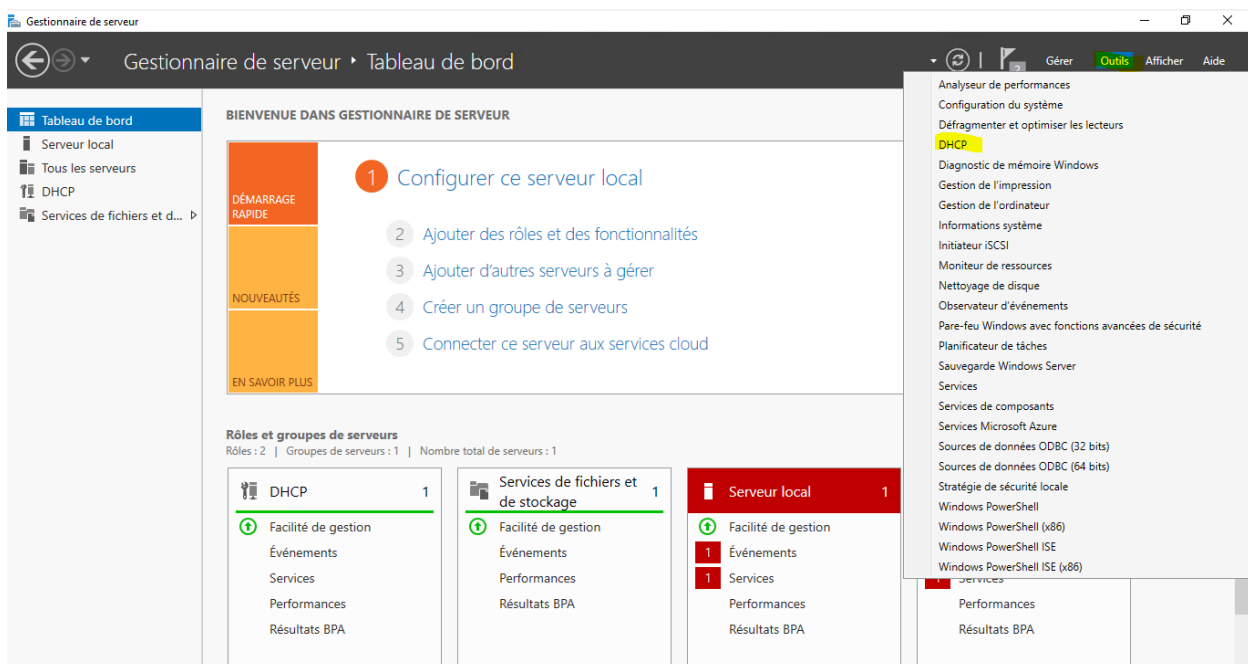 Gestionnaire de serveur
Gestionnaire de serveur ‣ Tableau de bord
2
Gérer
Outils
Afficher
Aide
Tableau de bord
Serveur local
Tous les serveurs
DHCP
Services de fichiers et d...
BIENVENUE DANS GESTIONNAIRE DE SERVEUR
DÉMARRAGE
RAPIDE
NOUVEAUTÉS
EN SAVOIR PLUS
1 Configurer ce serveur local
2 Ajouter des rôles et des fonctionnalités
3 Ajouter d'autres serveurs à gérer
4 Créer un groupe de serveurs
5 Connecter ce serveur aux services cloud
Analyseur de performances
Configuration du système
Défragmenter et optimiser les lecteurs
DHCP
Diagnostic de mémoire Windows
Gestion de l'impression
Gestion de l'ordinateur
Informations système
Initiateur iSCSI
Moniteur de ressources
Nettoyage de disque
Observateur d'événements
Pare-feu Windows avec fonctions avancées de sécurité
Planificateur de tâches
Sauvegarde Windows Server
Services
Services de composants
Services Microsoft Azure
Sources de données ODBC (32 bits)
Sources de données ODBC (64 bits)
Stratégie de sécurité locale
Windows PowerShell
Windows PowerShell (x86)
Windows PowerShell ISE
Windows PowerShell ISE (x86)
Rôles et groupes de serveurs
Rôles : 2 | Groupes de serveurs : 1 | Nombre total de serveurs : 1
DHCP 1
Facilité de gestion
Événements
Services
Performances
Résultats BPA
Services de fichiers et
de stockage 1
Facilité de gestion
Événements
Performances
Résultats BPA
Serveur local 1
Facilité de gestion
1 Événements
1 Services
Performances
Résultats BPA
1 Services
Performances
Résultats BPA